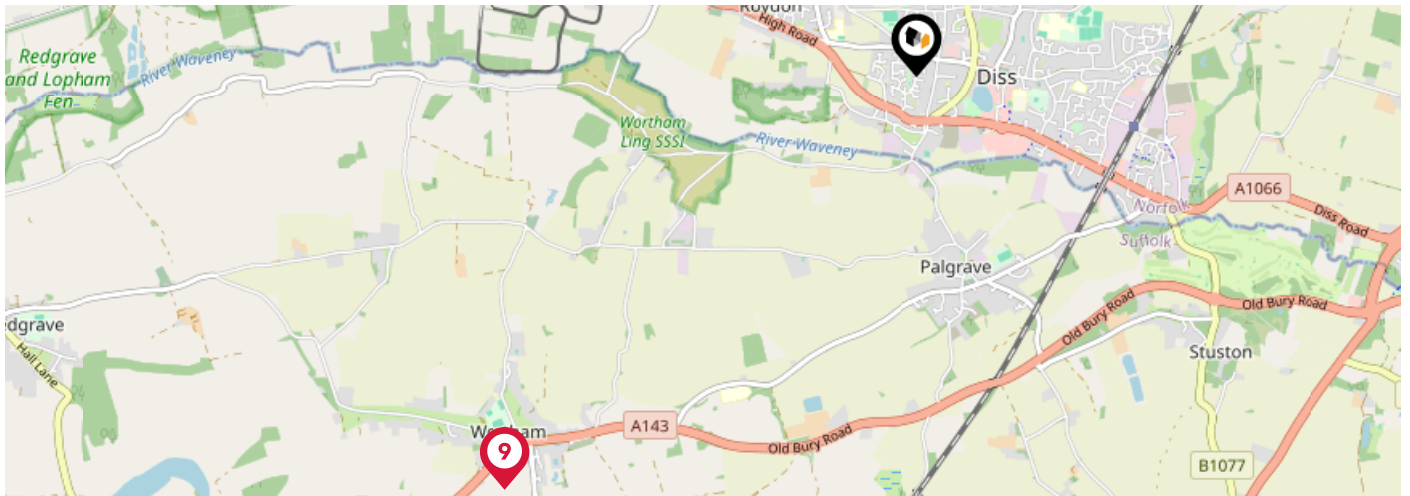 Roydon
High Road
Redgrave
and Lopham
Fen
River Waveney
Diss
Wortham
Ling SSSI
River Waveney
A1066
Diss Road
Norfolk
Suffolk
Palgrave
Old Bury Road
Old Bury Road
edgrave
Hall Lane
Stuston
A143
Old Bury Road
9
B1077